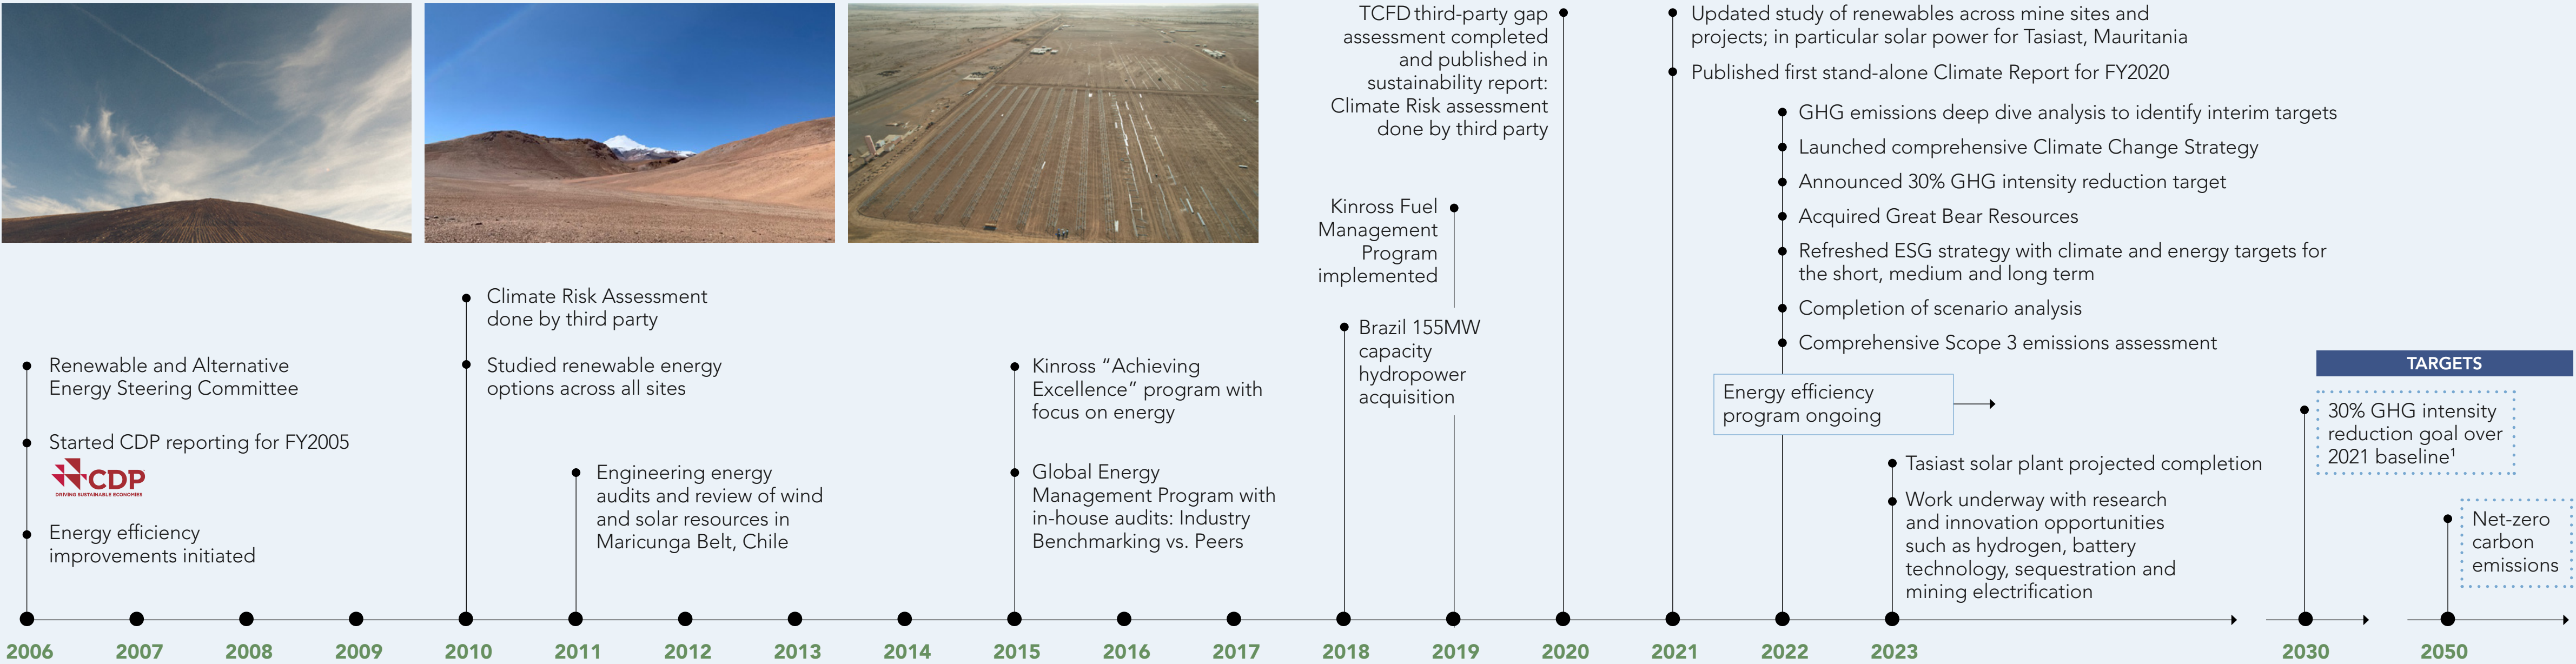 Renewable and Alternative
Energy Steering Committee
Started CDP reporting for FY2005
CDP
DRIVING SUSTAINABLE ECONOMIES
Energy efficiency
improvements initiated
Climate Risk Assessment
done by third party
Studied renewable energy
options across all sites
Engineering energy
audits and review of wind
and solar resources in
Maricunga Belt, Chile
Kinross “Achieving
Excellence” program with
focus on energy
Global Energy
Management Program with
in-house audits: Industry
Benchmarking vs. Peers
Brazil 155MW
capacity
hydropower
acquisition
Kinross Fuel
Management
Program
implemented
TCFD third-party gap
assessment completed
and published in
sustainability report:
Climate Risk assessment
done by third party
Updated study of renewables across mine sites and
projects; in particular solar power for Tasiast, Mauritania
Published first stand-alone Climate Report for FY2020
GHG emissions deep dive analysis to identify interim targets
Launched comprehensive Climate Change Strategy
Announced 30% GHG intensity reduction target
Acquired Great Bear Resources
Refreshed ESG strategy with climate and energy targets for
the short, medium and long term
Completion of scenario analysis
Comprehensive Scope 3 emissions assessment
Energy efficiency
program ongoing
Tasiast solar plant projected completion
Work underway with research
and innovation opportunities
such as hydrogen, battery
technology, sequestration and
mining electrification
TARGETS
30% GHG intensity
reduction goal over
2021 baseline¹
Net-zero
carbon
emissions
2006 2007 2008 2009 2010 2011 2012 2013 2014 2015 2016 2017 2018 2019 2020 2021 2022 2023 2030 2050